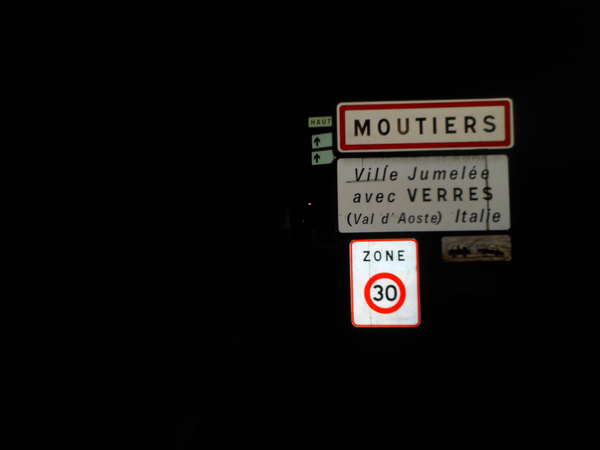 HAUT
MOUTIERS
Ville Jumelée
avec VERRES
(Val d'Aoste) Italie
ZONE
30